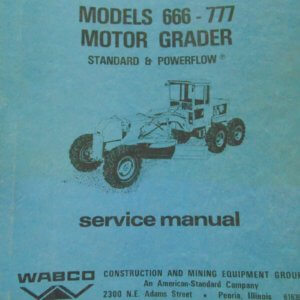 MODELS 666 - 777
MOTOR GRADER
STANDARD & POWERFLOW®
service manual
WABCO
CONSTRUCTION AND MINING EQUIPMENT GROUP
An American-Standard Company
2300 N.E. Adams Street • Peoria, Illinois